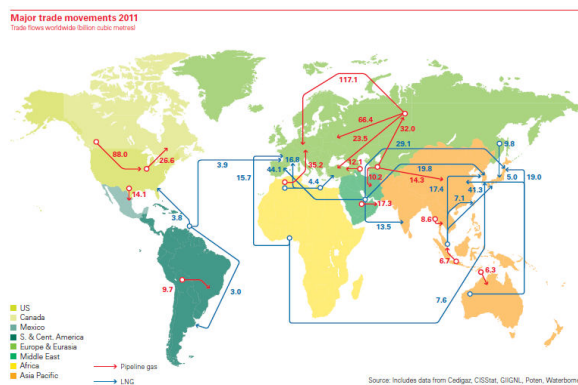 Major trade movements 2011
Trade flows worldwide (billion cubic metres)
117.1
66.4
23.5
32.0
88.0
26.6
3.9
16.8
35.2
12.1
29.1
9.8
44.1
10.2
19.8
14.3
5.0
19.0
15.7
4.4
17.4
41.3
14.1
17.3
7.1
3.8
13.5
8.6
6.7
6.3
9.7
3.0
7.6
US
Canada
Mexico
S. & Cent. America
Europe & Eurasia
Middle East
Africa
Asia Pacific
Pipeline gas
LNG
Source: Includes data from Cedigaz, CISStat, GIIGNL, Poten, Waterborne